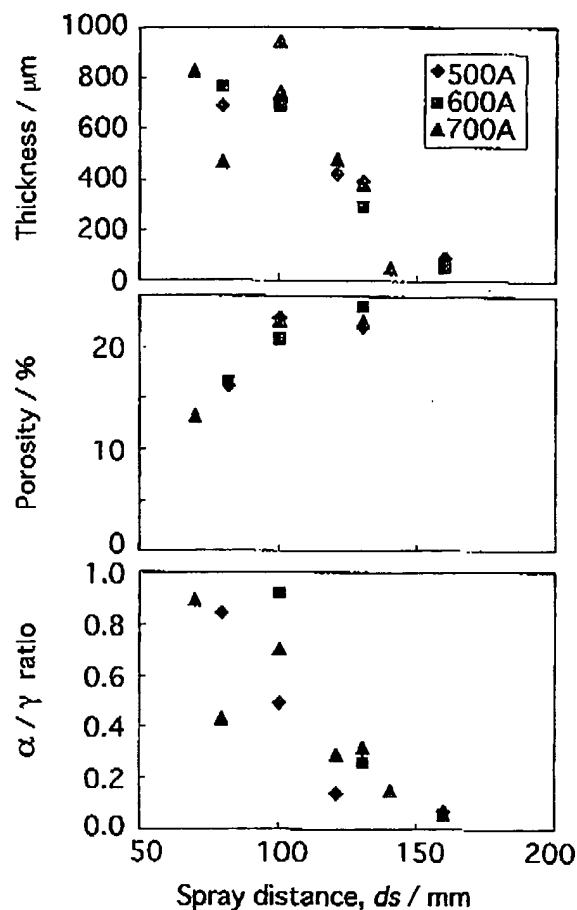 1000
800
600
400
200
0
Thickness / μm
500A
600A
700A
20
10
0
Porosity / %
1.0
0.8
0.6
0.4
0.2
0.0
α / γ ratio
50 100 150 200
Spray distance, ds / mm